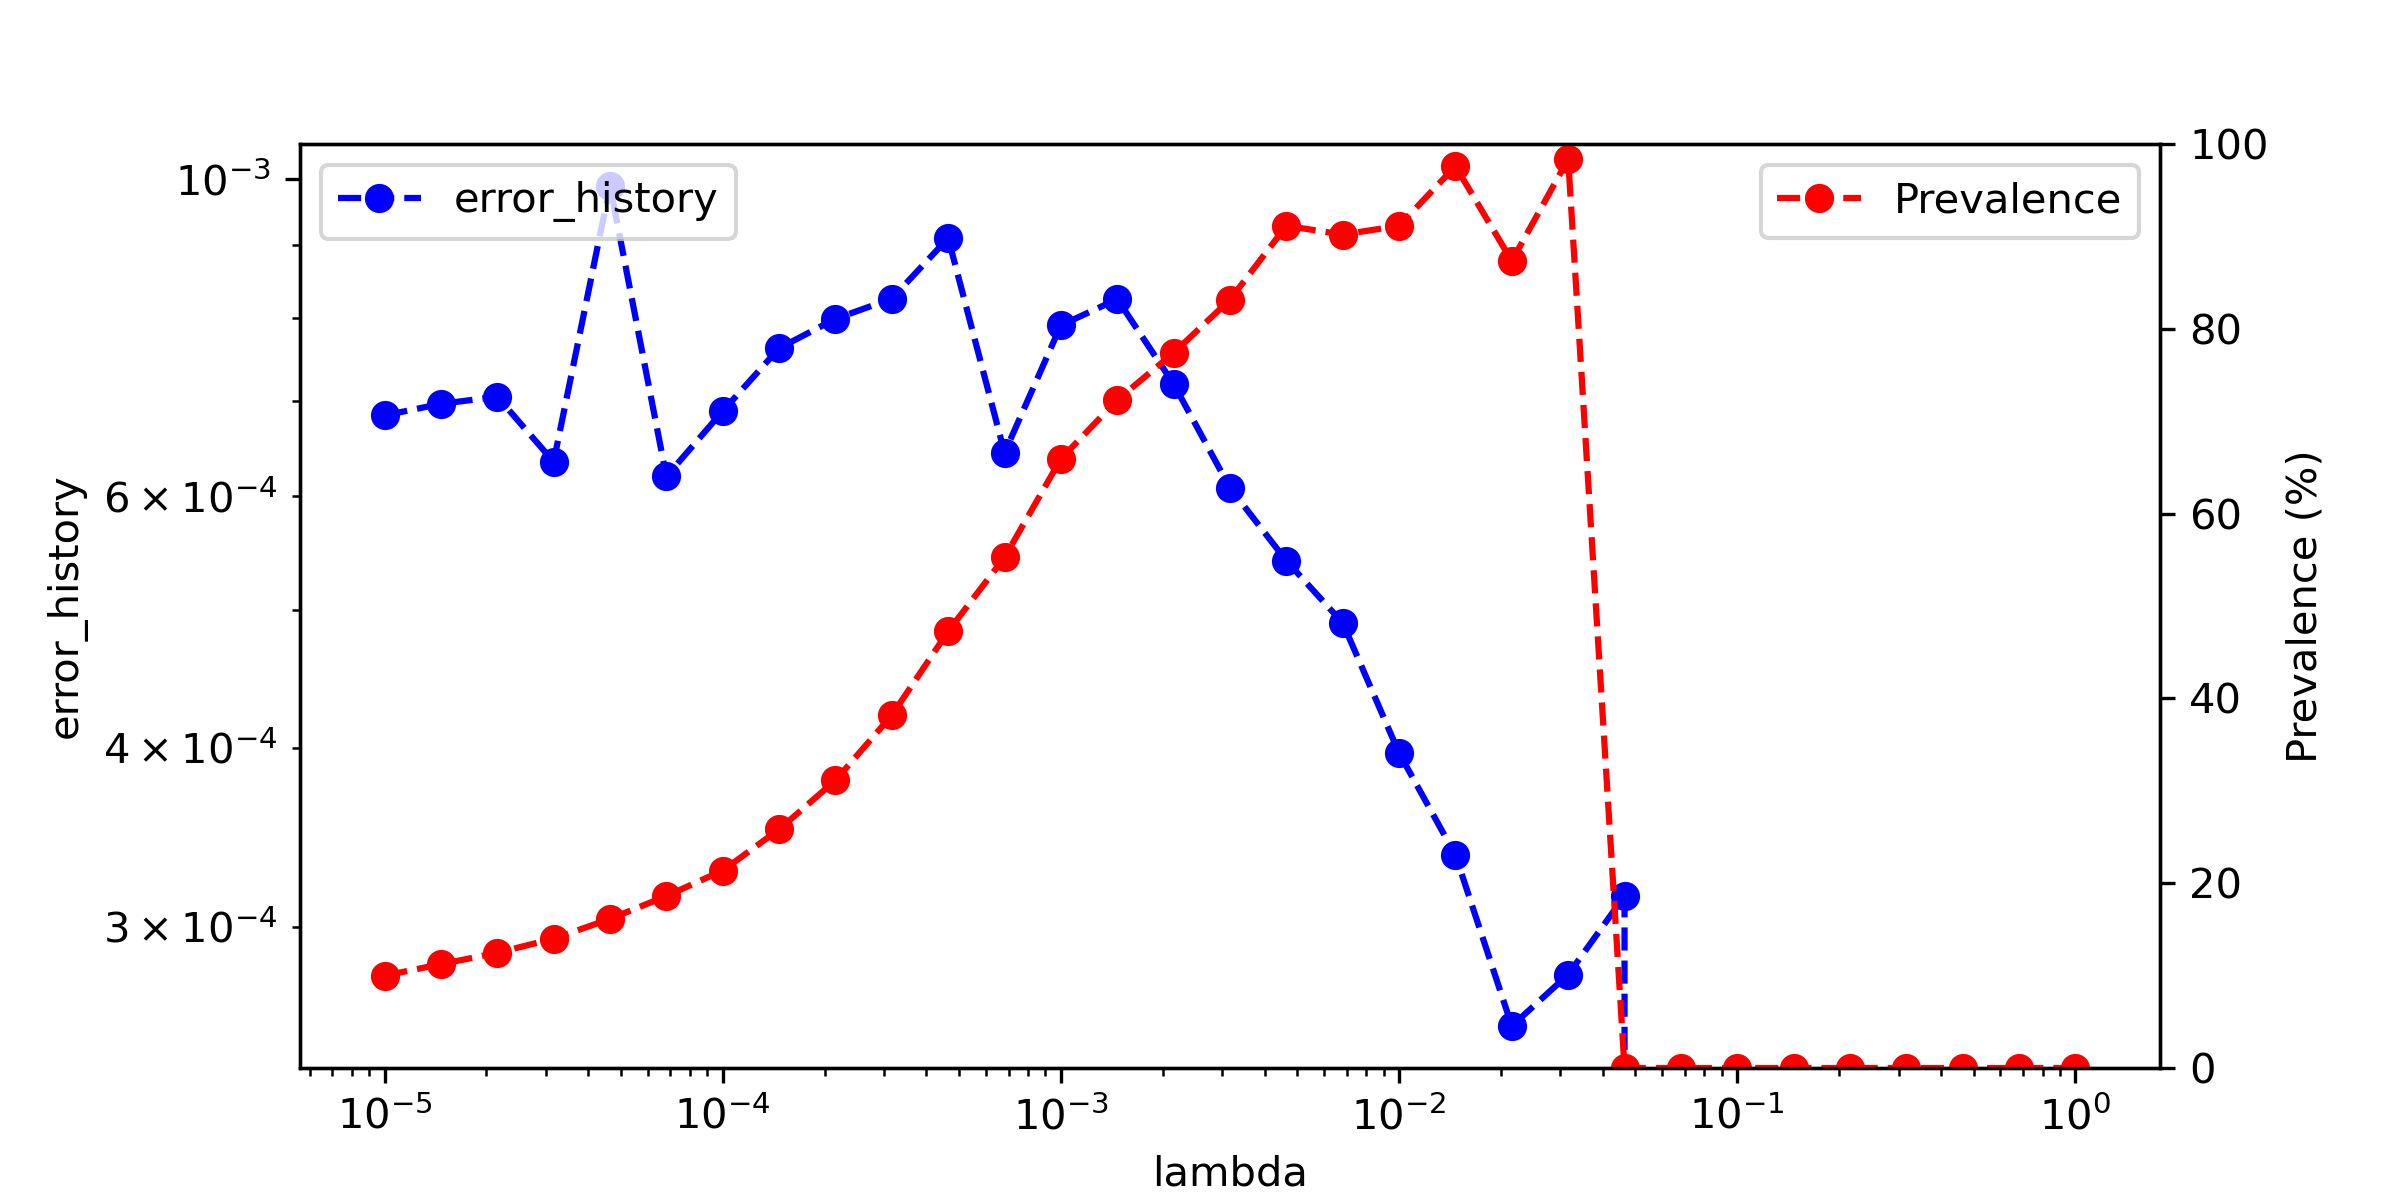 error_history
Prevalence
10⁻³
6 × 10⁻⁴
4 × 10⁻⁴
3 × 10⁻⁴
error_history
100
80
60
40
20
0
Prevalence (%)
10⁻⁵ 10⁻⁴ 10⁻³ 10⁻² 10⁻¹ 10⁰
lambda